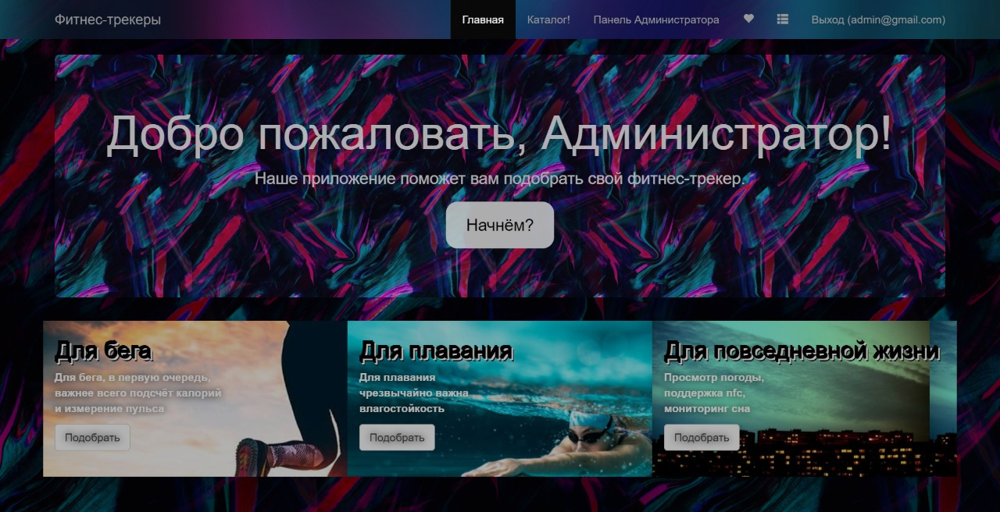 Фитнес-трекеры
Главная
Каталог!
Панель Администратора
Выход (admin@gmail.com)
Добро пожаловать, Администратор!
Наше приложение поможет вам подобрать свой фитнес-трекер.
Начнём?
Для бега
Для бега, в первую очередь,
важнее всего подсчёт калорий
и измерение пульса
Подобрать
Для плавания
Для плавания
чрезвычайно важна
влагостойкость
Подобрать
Для повседневной жизни
Просмотр погоды,
поддержка nfc,
мониторинг сна
Подобрать